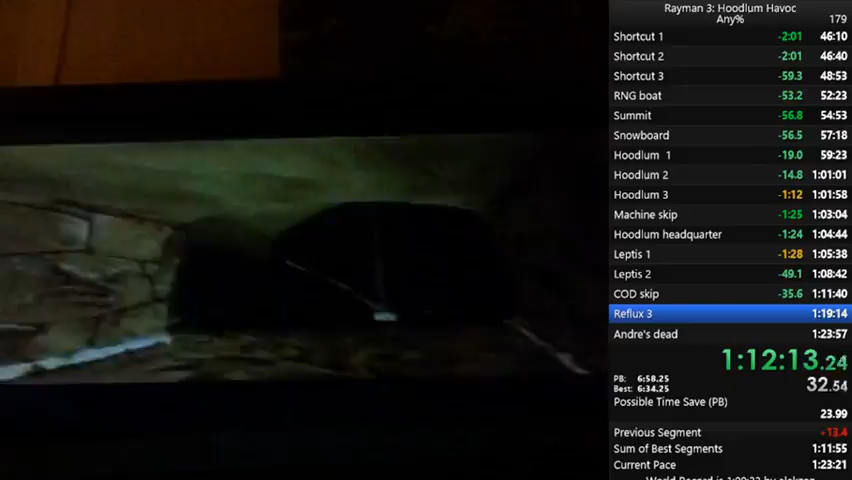 Rayman 3: Hoodlum Havoc
Any% 179
Shortcut 1 -2:01 46:10
Shortcut 2 -2:01 46:40
Shortcut 3 -59.3 48:53
RNG boat -53.2 52:23
Summit -56.8 54:53
Snowboard -56.5 57:18
Hoodlum 1 -19.0 59:23
Hoodlum 2 -14.8 1:01:01
Hoodlum 3 -1:12 1:01:58
Machine skip -1:25 1:03:04
Hoodlum headquarter -1:24 1:04:44
Leptis 1 -1:28 1:05:38
Leptis 2 -49.1 1:08:42
COD skip -35.6 1:11:40
Reflux 3 1:19:14
Andre's dead 1:23:57
1:12:13.24
PB: 6:58.25
Best: 6:34.25
32.54
Possible Time Save (PB)
23.99
Previous Segment +13.4
Sum of Best Segments 1:11:55
Current Pace 1:23:21